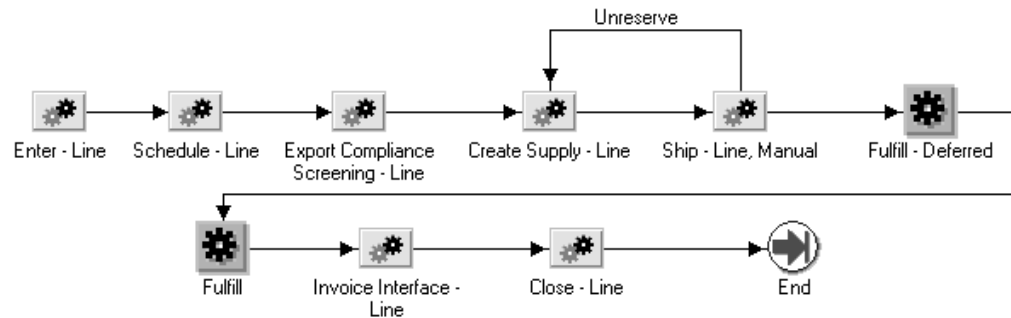 Unreserve
Enter - Line
Schedule - Line
Export Compliance
Screening - Line
Create Supply - Line
Ship - Line, Manual
Fulfill - Deferred
Fulfill
Invoice Interface -
Line
Close - Line
End